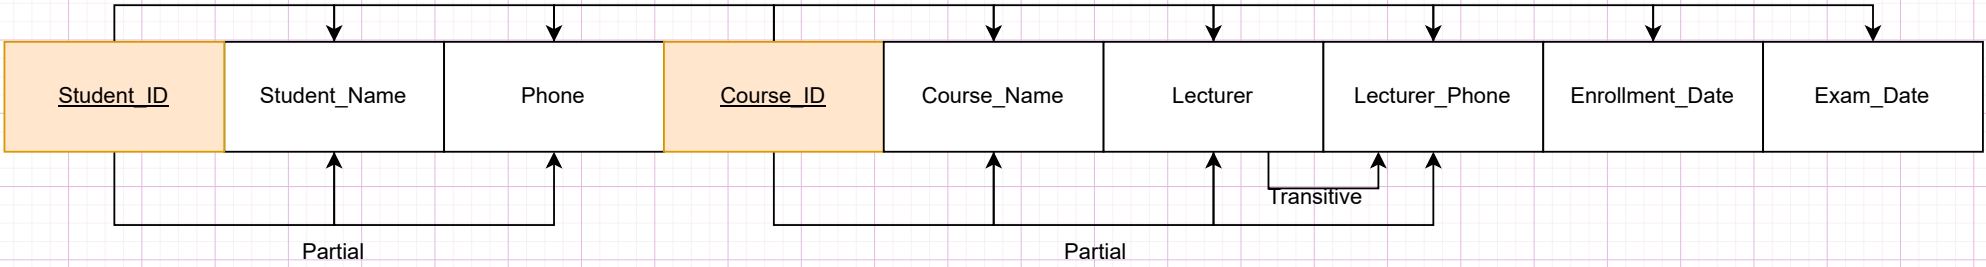 Student_ID
Student_Name
Phone
Course_ID
Course_Name
Lecturer
Lecturer_Phone
Enrollment_Date
Exam_Date
Transitive
Partial
Partial